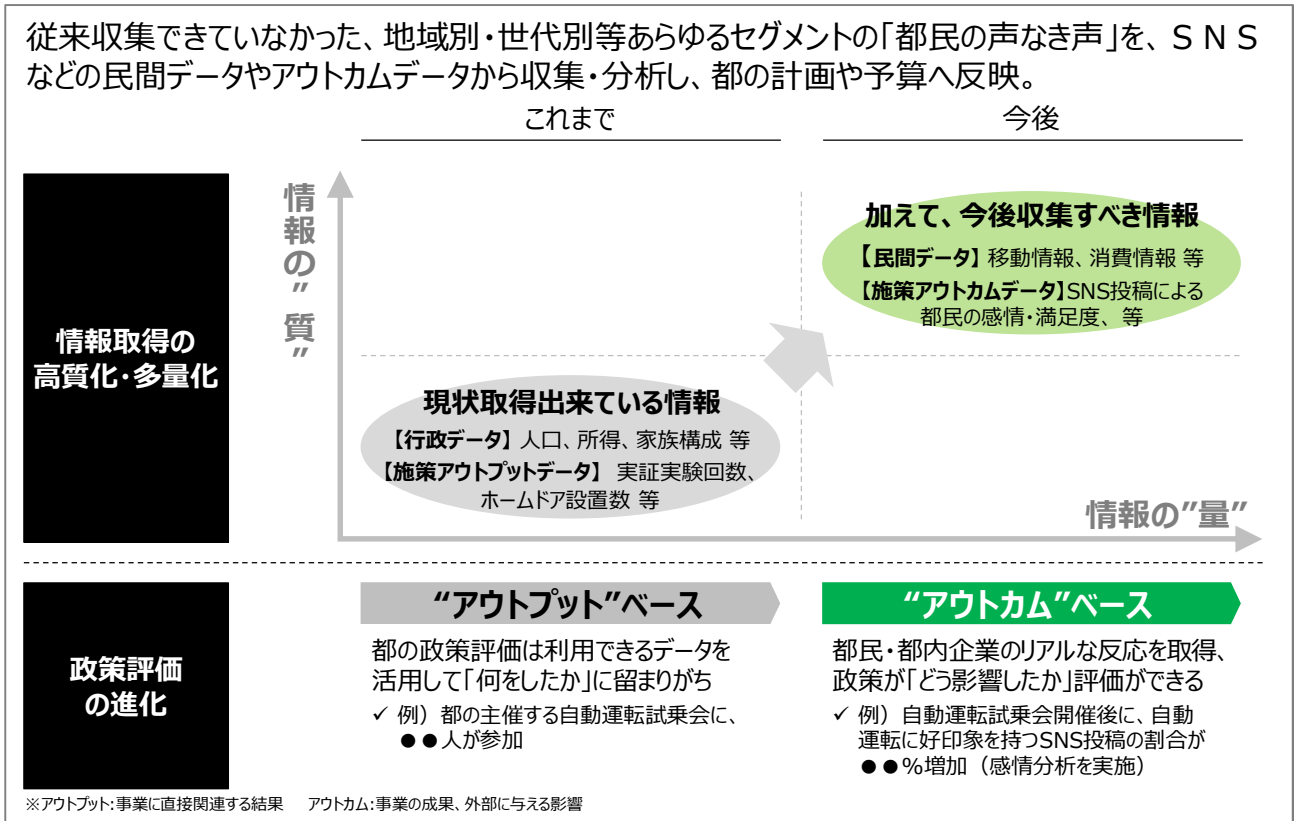 従来収集できていなかった、地域別・世代別等あらゆるセグメントの「都民の声なき声」を、ＳＮＳ
などの民間データやアウトカムデータから収集・分析し、都の計画や予算へ反映。
これまで
今後
情報取得の
高質化・多量化
情報の”質”
加えて、今後収集すべき情報
【民間データ】移動情報、消費情報 等
【施策アウトカムデータ】SNS投稿による
都民の感情・満足度、 等
現状取得出来ている情報
【行政データ】人口、所得、家族構成 等
【施策アウトプットデータ】 実証実験回数、
ホームドア設置数 等
情報の”量”
政策評価
の進化
“アウトプット”ベース
都の政策評価は利用できるデータを
活用して「何をしたか」に留まりがち
✓ 例）都の主催する自動運転試乗会に、
●●人が参加
“アウトカム”ベース
都民・都内企業のリアルな反応を取得、
政策が「どう影響したか」評価ができる
✓ 例）自動運転試乗会開催後に、自動
運転に好印象を持つSNS投稿の割合が
●●%増加（感情分析を実施）
※アウトプット:事業に直接関連する結果 アウトカム:事業の成果、外部に与える影響